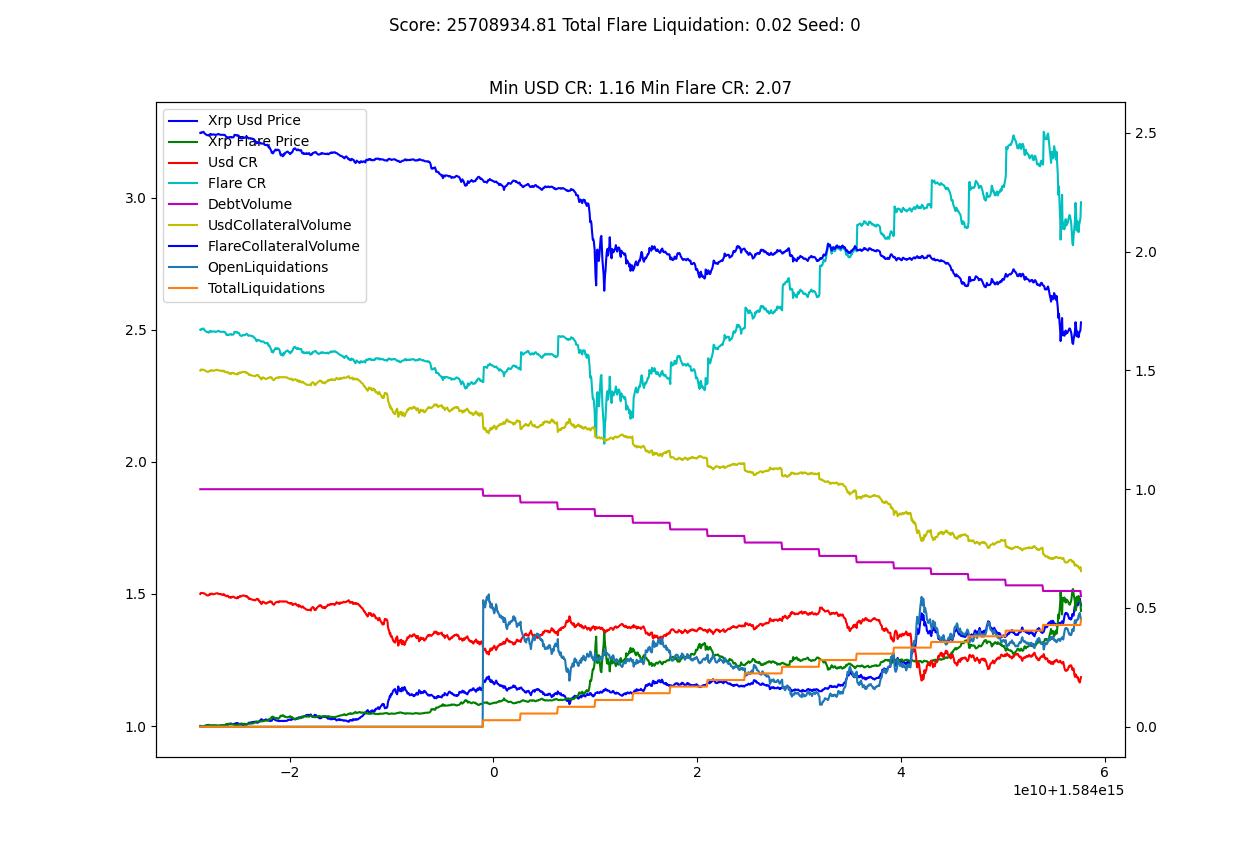 Score: 25708934.81 Total Flare Liquidation: 0.02 Seed: 0
Min USD CR: 1.16 Min Flare CR: 2.07
Xrp Usd Price
Xrp Flare Price
Usd CR
Flare CR
DebtVolume
UsdCollateralVolume
FlareCollateralVolume
OpenLiquidations
TotalLiquidations
3.0
2.5
2.0
1.5
1.0
2.5
2.0
1.5
1.0
0.5
0.0
−2
0
2
4
6
1e10+1.584e15